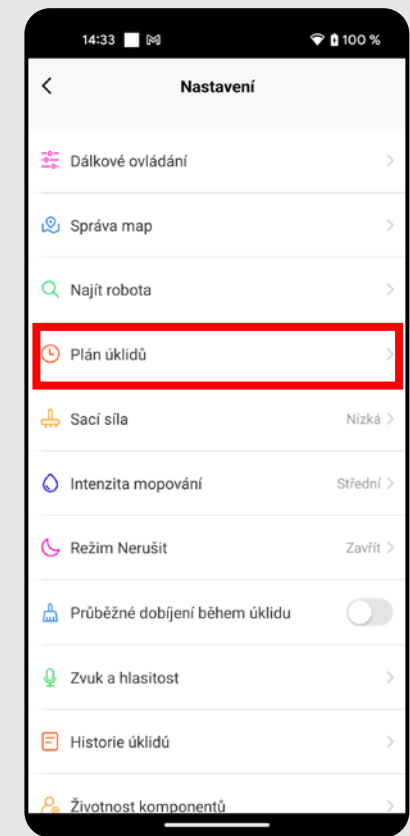 14:33 100 %
Nastavení
Dálkové ovládání
Správa map
Najít robota
Plán úklidů
Sací síla Nízká
Intenzita mopování Střední
Režim Nerušit Zavřít
Průběžné dobíjení během úklidu
Zvuk a hlasitost
Historie úklidů
Životnost komponentů